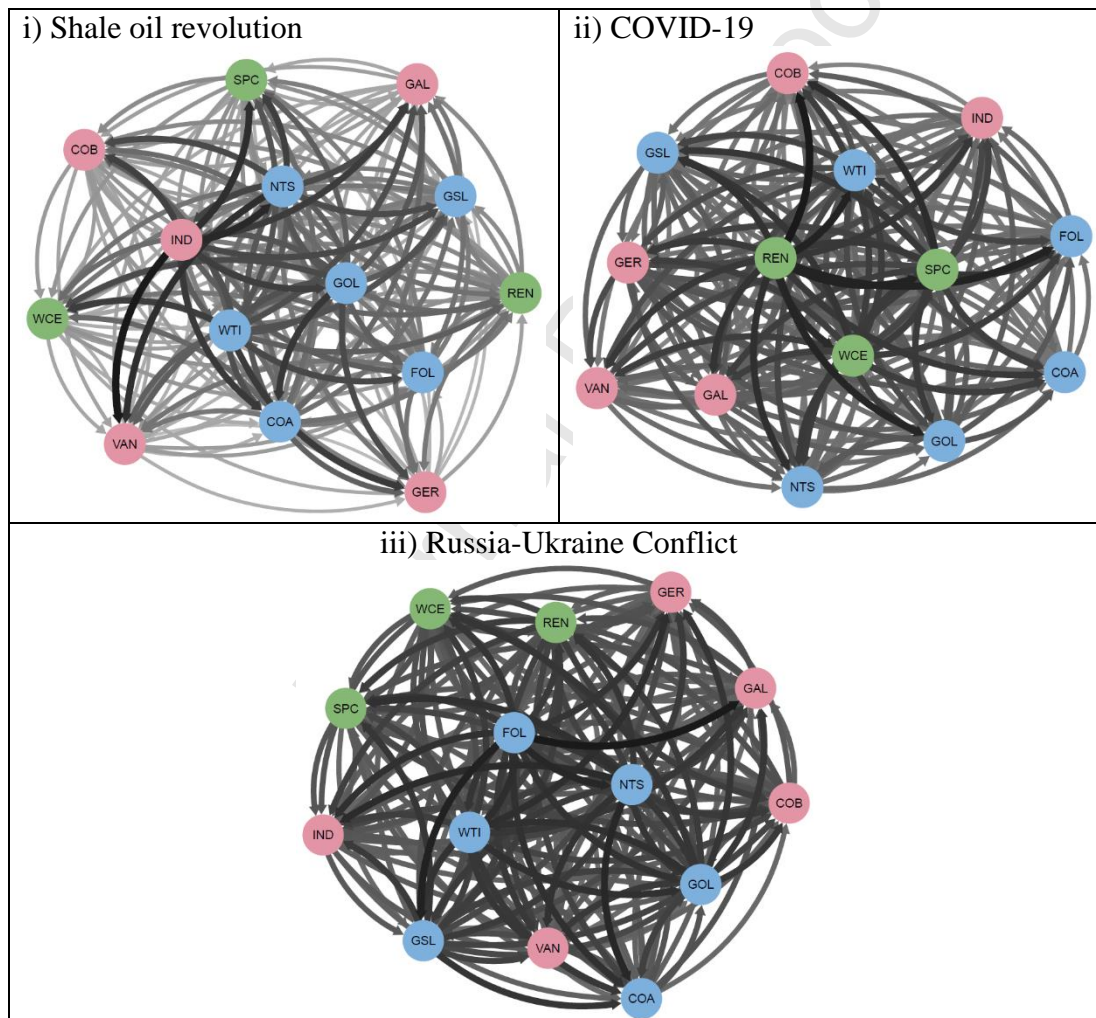 i) Shale oil revolution
SPC
GAL
COB
NTS
GSL
IND
GOL
REN
WCE
WTI
FOL
COA
VAN
GER
ii) COVID-19
COB
IND
GSL
WTI
FOL
GER
REN
SPC
WCE
COA
VAN
GAL
GOL
NTS
iii) Russia-Ukraine Conflict
GER
WCE
REN
GAL
SPC
FOL
NTS
COB
IND
WTI
GOL
GSL
VAN
COA